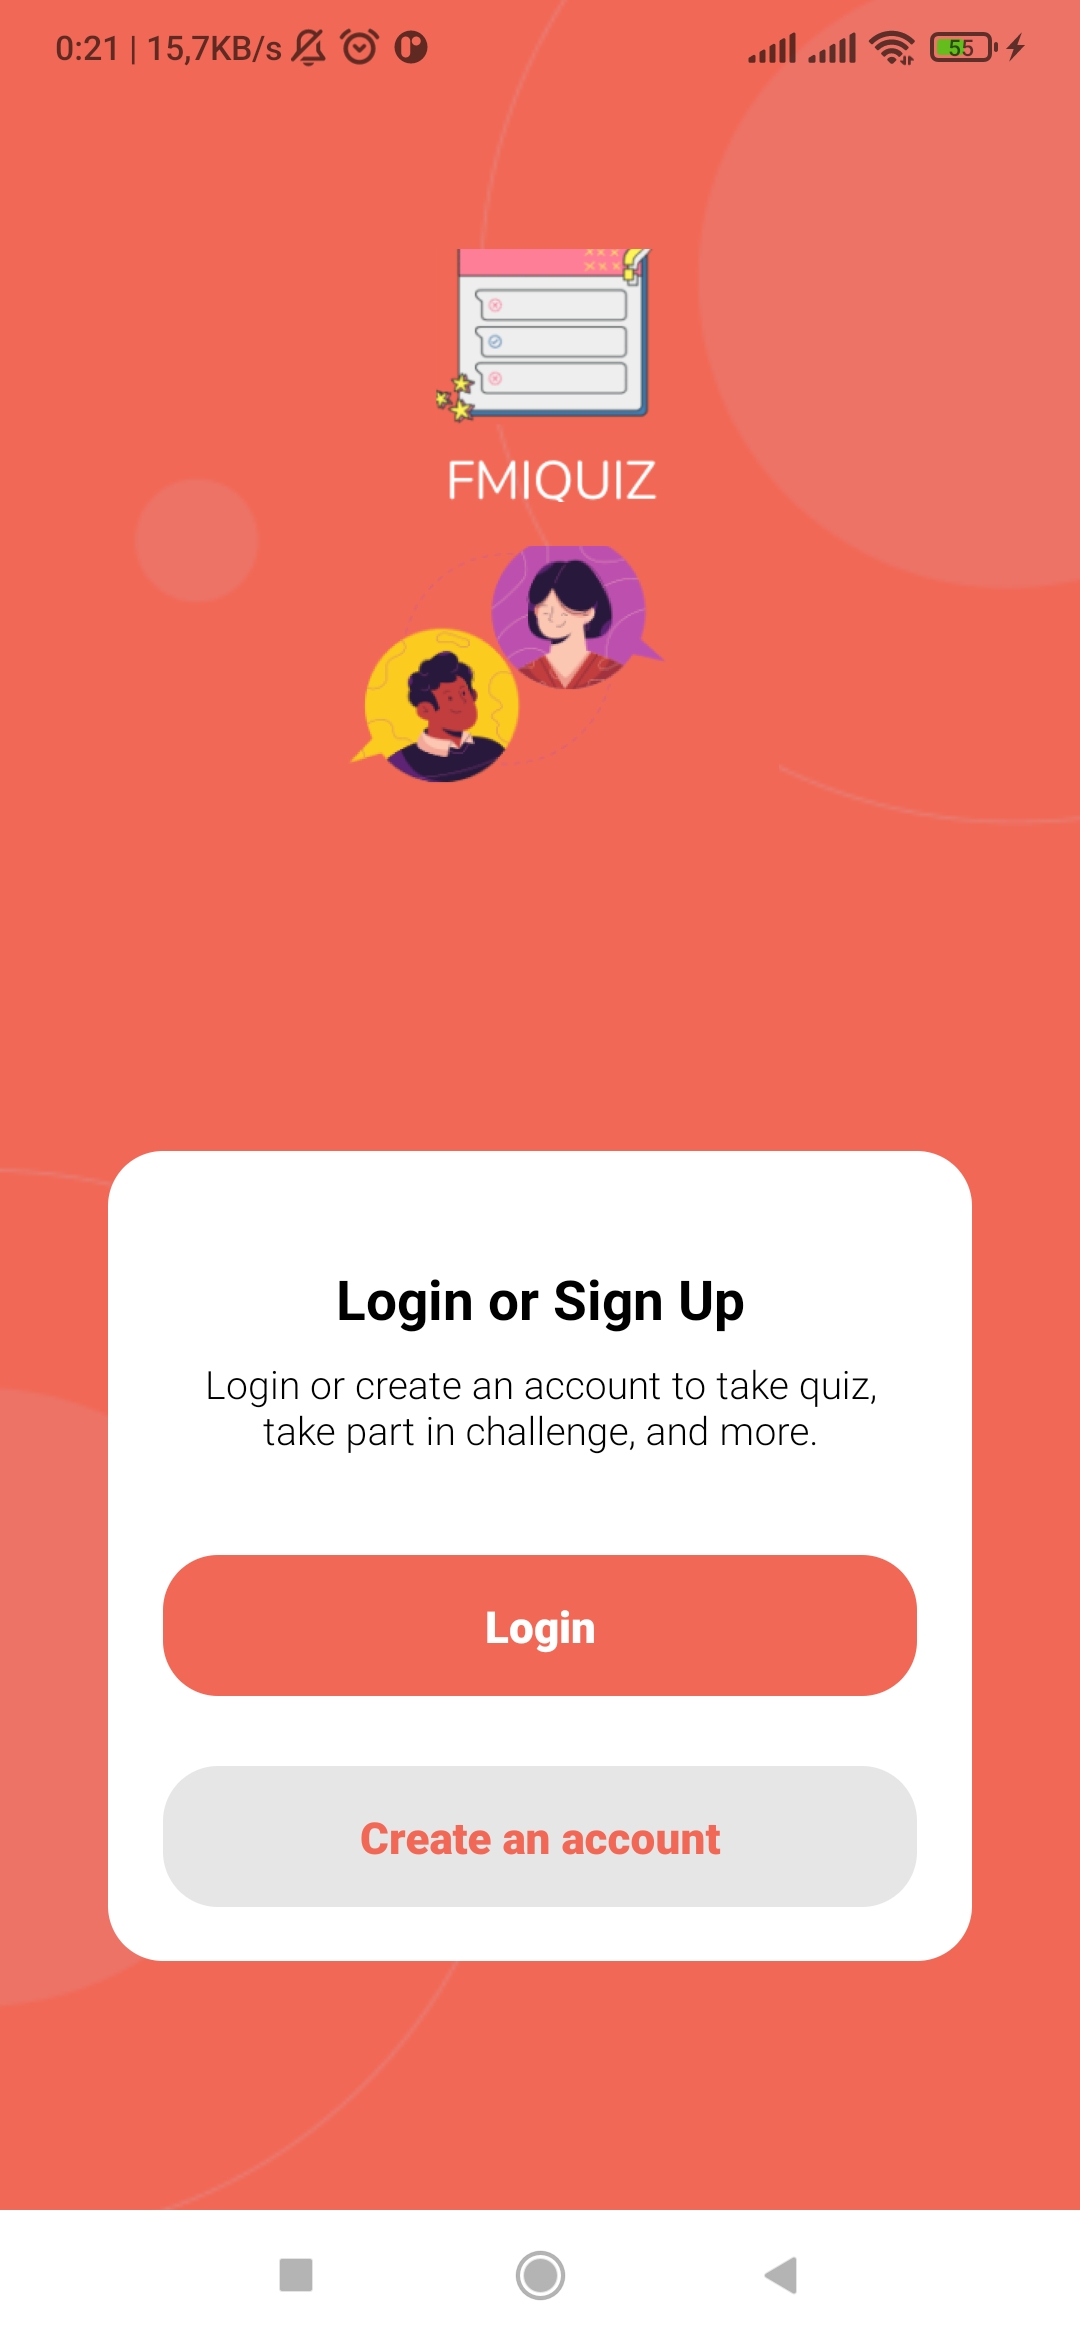 0:21 | 15,7KB/s 55
FMIQUIZ
Login or Sign Up
Login or create an account to take quiz,
take part in challenge, and more.
Login
Create an account